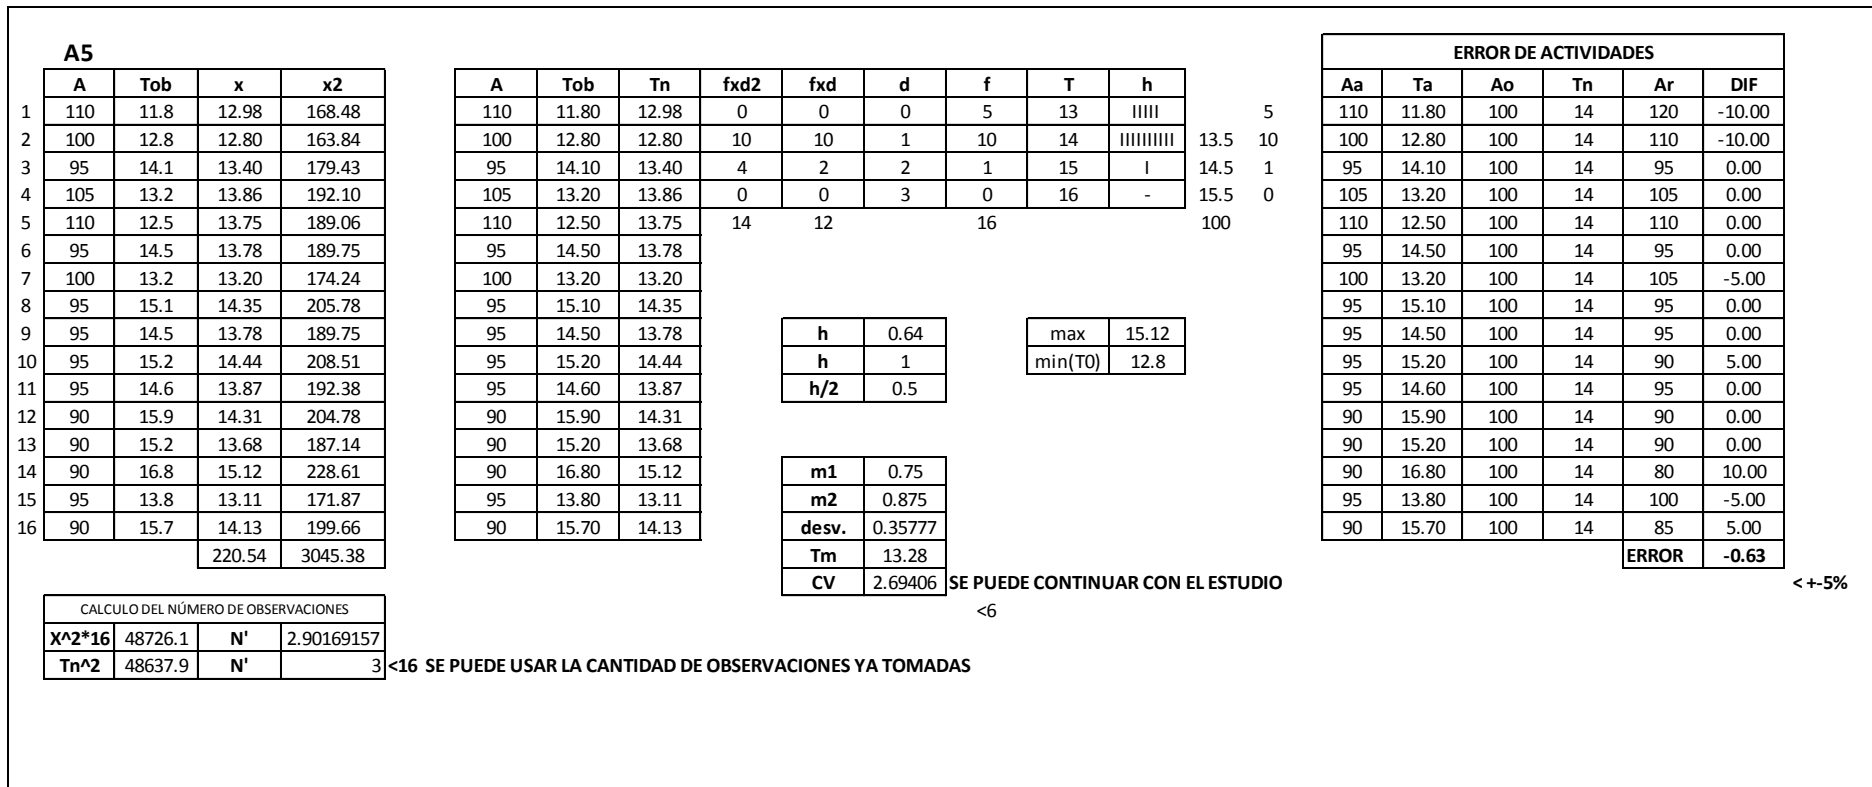 A5 ERROR DE ACTIVIDADES
A Tob x x2 A Tob Tn fxd2 fxd d f T h Aa Ta Ao Tn Ar DIF
1 110 11.8 12.98 168.48 110 11.80 12.98 0 0 0 5 13 IIIII 5 110 11.80 100 14 120 -10.00
2 100 12.8 12.80 163.84 100 12.80 12.80 10 10 1 10 14 IIIIIIIIII 13.5 10 100 12.80 100 14 110 -10.00
3 95 14.1 13.40 179.43 95 14.10 13.40 4 2 2 1 15 I 14.5 1 95 14.10 100 14 95 0.00
4 105 13.2 13.86 192.10 105 13.20 13.86 0 0 3 0 16 - 15.5 0 105 13.20 100 14 105 0.00
5 110 12.5 13.75 189.06 110 12.50 13.75 14 12 16 100 110 12.50 100 14 110 0.00
6 95 14.5 13.78 189.75 95 14.50 13.78 95 14.50 100 14 95 0.00
7 100 13.2 13.20 174.24 100 13.20 13.20 100 13.20 100 14 105 -5.00
8 95 15.1 14.35 205.78 95 15.10 14.35 95 15.10 100 14 95 0.00
9 95 14.5 13.78 189.75 95 14.50 13.78 h 0.64 max 15.12 95 14.50 100 14 95 0.00
10 95 15.2 14.44 208.51 95 15.20 14.44 h 1 min(T0) 12.8 95 15.20 100 14 90 5.00
11 95 14.6 13.87 192.38 95 14.60 13.87 h/2 0.5 95 14.60 100 14 95 0.00
12 90 15.9 14.31 204.78 90 15.90 14.31 90 15.90 100 14 90 0.00
13 90 15.2 13.68 187.14 90 15.20 13.68 90 15.20 100 14 90 0.00
14 90 16.8 15.12 228.61 90 16.80 15.12 m1 0.75 90 16.80 100 14 80 10.00
15 95 13.8 13.11 171.87 95 13.80 13.11 m2 0.875 95 13.80 100 14 100 -5.00
16 90 15.7 14.13 199.66 90 15.70 14.13 desv. 0.35777 90 15.70 100 14 85 5.00
220.54 3045.38 Tm 13.28 ERROR -0.63
CV 2.69406 SE PUEDE CONTINUAR CON EL ESTUDIO < +-5%
CALCULO DEL NÚMERO DE OBSERVACIONES <6
X^2*16 48726.1 N' 2.90169157
Tn^2 48637.9 N' 3 <16 SE PUEDE USAR LA CANTIDAD DE OBSERVACIONES YA TOMADAS